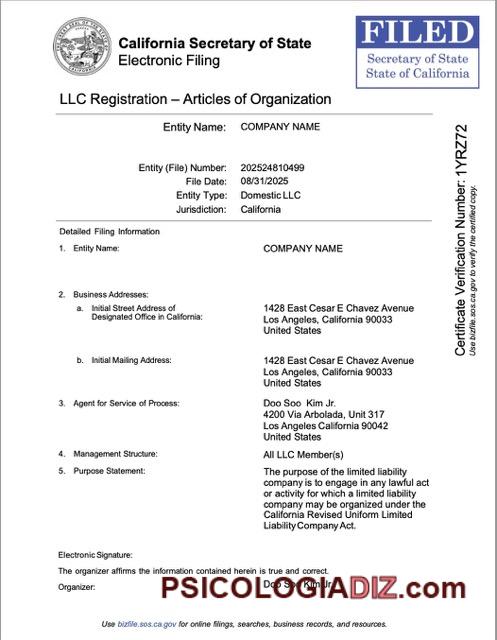 California Secretary of State
Electronic Filing
FILED
Secretary of State
State of California
LLC Registration – Articles of Organization
Entity Name: COMPANY NAME
Entity (File) Number: 202524810499
File Date: 08/31/2025
Entity Type: Domestic LLC
Jurisdiction: California
Detailed Filing Information
1. Entity Name: COMPANY NAME
2. Business Addresses:
a. Initial Street Address of Designated Office in California: 1428 East Cesar E Chavez Avenue
Los Angeles, California 90033
United States
b. Initial Mailing Address: 1428 East Cesar E Chavez Avenue
Los Angeles, California 90033
United States
3. Agent for Service of Process: Doo Soo Kim Jr.
4200 Via Arbolada, Unit 317
Los Angeles California 90042
United States
4. Management Structure: All LLC Member(s)
5. Purpose Statement: The purpose of the limited liability
company is to engage in any lawful act
or activity for which a limited liability
company may be organized under the
California Revised Uniform Limited
Liability Company Act.
Electronic Signature:
The organizer affirms the information contained herein is true and correct.
Organizer: Doo Soo Kim Jr.
PSICOLOGIADIZ.com
Use bizfile.sos.ca.gov for online filings, searches, business records, and resources.
Certificate Verification Number: 1YRZ72
Use bizfile.sos.ca.gov to verify the certified copy.